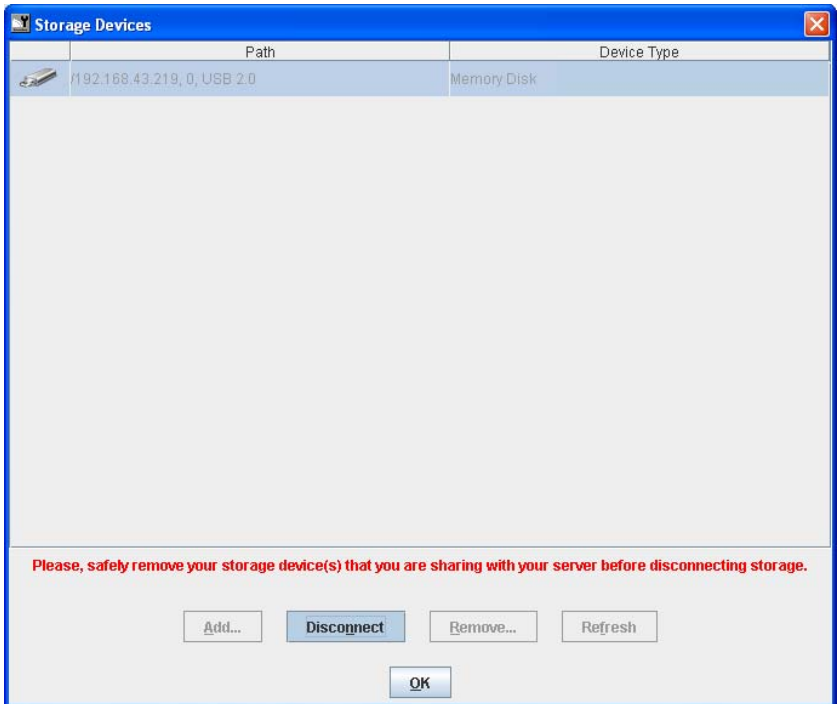 Storage Devices
Path Device Type
/192.168.43.219, 0, USB 2.0 Memory Disk
Please, safely remove your storage device(s) that you are sharing with your server before disconnecting storage.
Add... Disconnect Remove... Refresh
OK